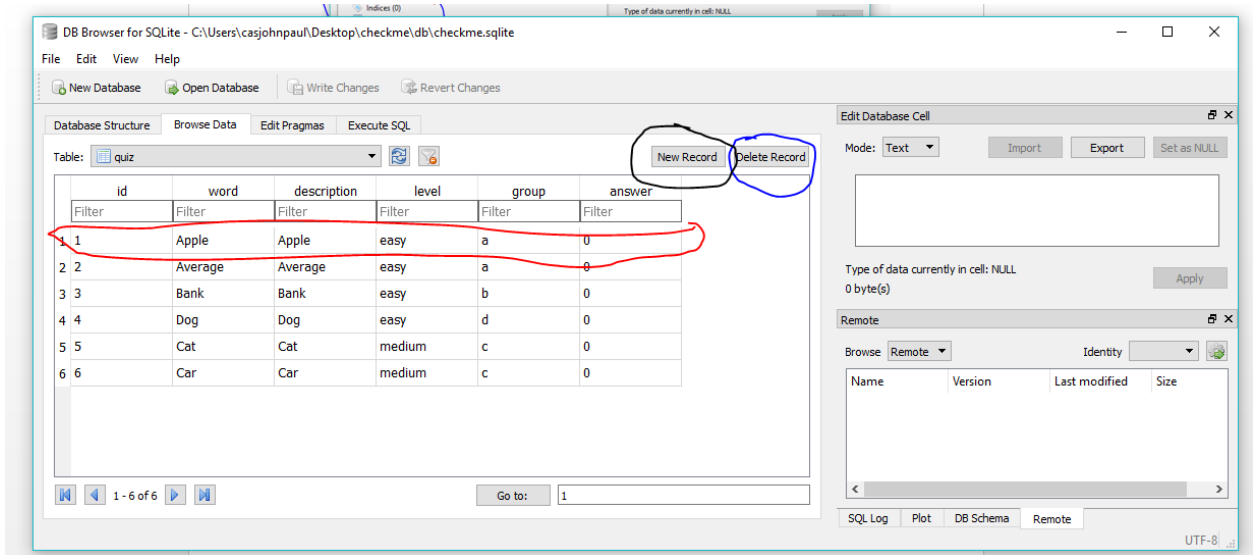 Indices (0)
Type of data currently in cell: NULL
DB Browser for SQLite - C:\Users\casjohnpaul\Desktop\checkme\db\checkme.sqlite
File Edit View Help
New Database Open Database Write Changes Revert Changes
Database Structure Browse Data Edit Pragmas Execute SQL
Table: quiz New Record Delete Record
id word description level group answer
Filter Filter Filter Filter Filter Filter
1 1 Apple Apple easy a 0
2 2 Average Average easy a 0
3 3 Bank Bank easy b 0
4 4 Dog Dog easy d 0
5 5 Cat Cat medium c 0
6 6 Car Car medium c 0
1 - 6 of 6 Go to: 1
Edit Database Cell
Mode: Text Import Export Set as NULL
Type of data currently in cell: NULL
0 byte(s)
Apply
Remote
Browse Remote Identity
Name Version Last modified Size
SQL Log Plot DB Schema Remote
UTF-8